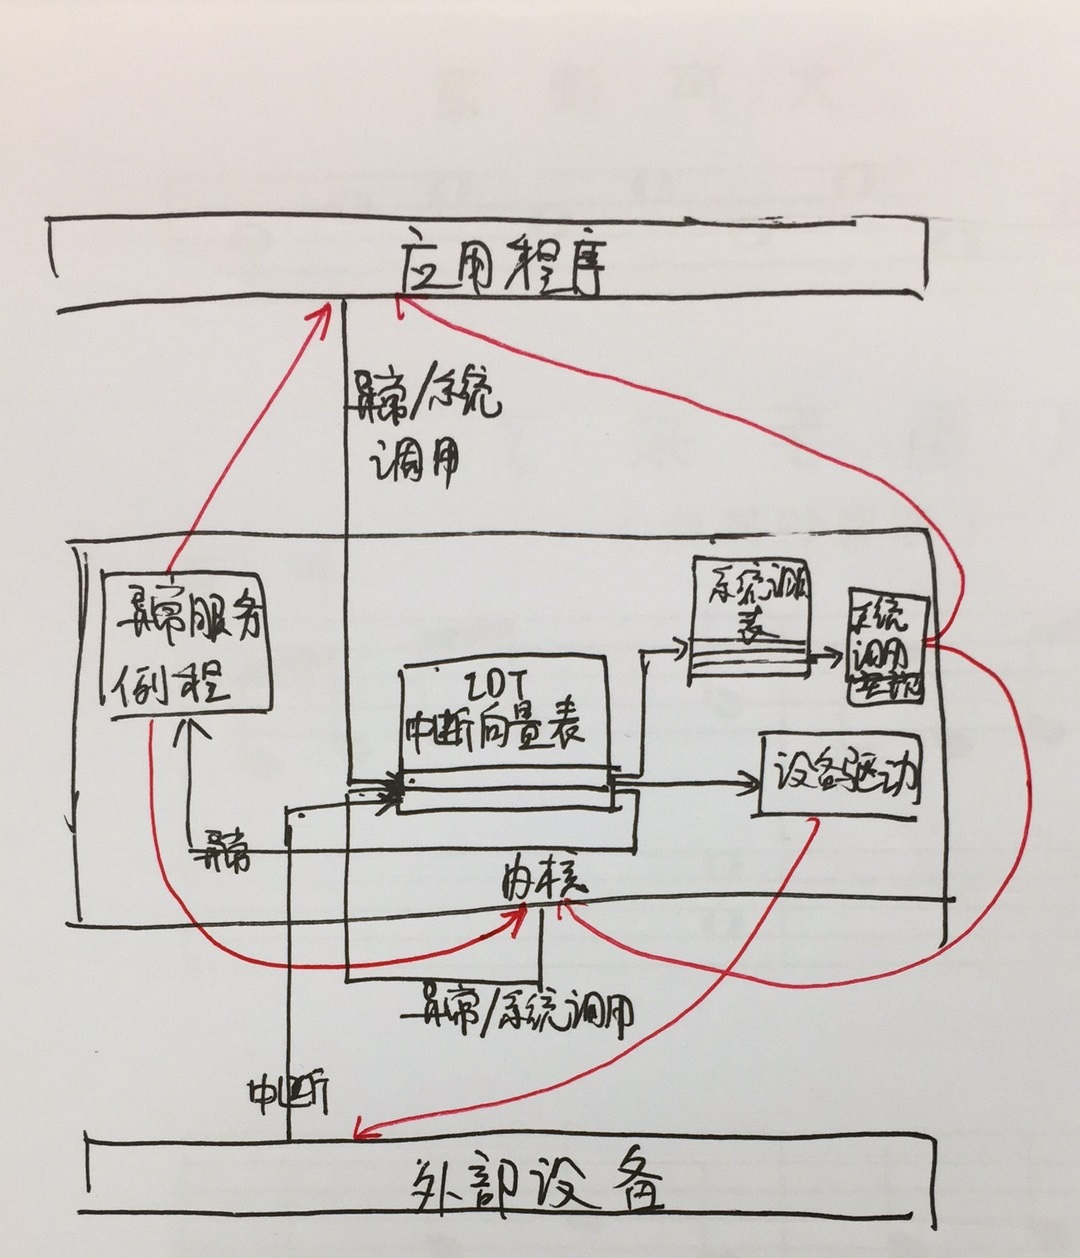 应用程序
异常/系统
调用
异常服务
例程
系统调用
表
系统
调用
实现
IDT
中断向量表
设备驱动
异常
内核
异常/系统调用
中断
外部设备